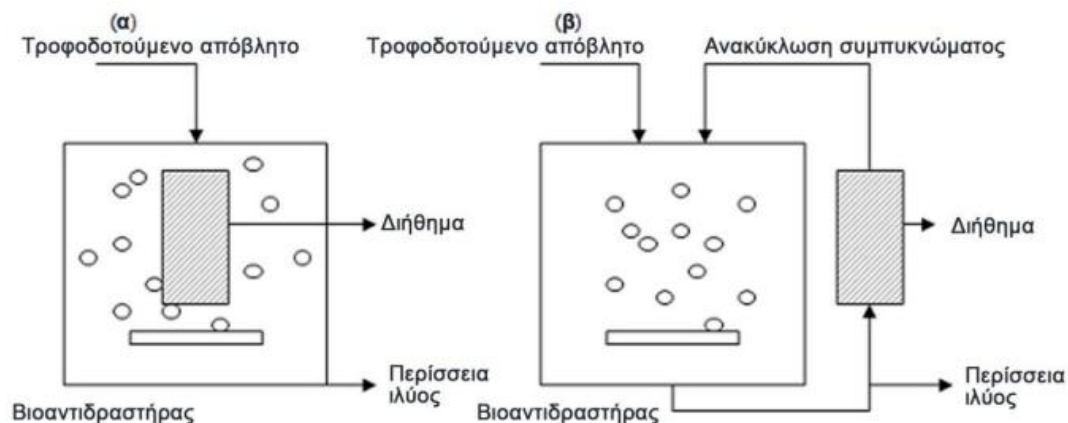 (α)
Τροφοδοτούμενο απόβλητο
(β)
Τροφοδοτούμενο απόβλητο
Ανακύκλωση συμπυκνώματος
Διήθημα
Διήθημα
Περίσσεια
ιλύος
Περίσσεια
ιλύος
Βιοαντιδραστήρας
Βιοαντιδραστήρας